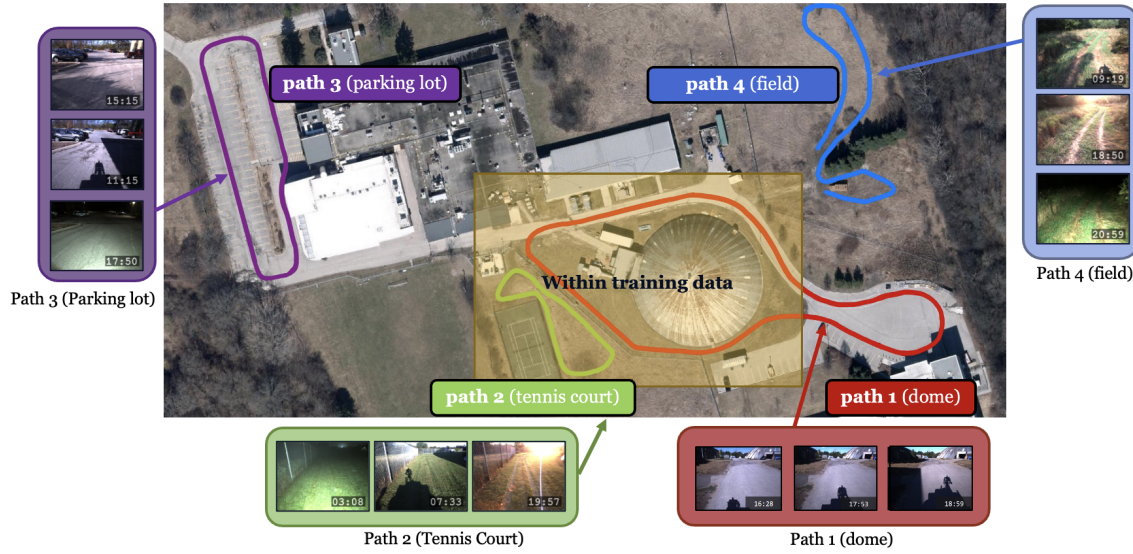 path 3 (parking lot)
path 4 (field)
15:15
11:15
17:50
Path 3 (Parking lot)
09:19
18:50
20:59
Path 4 (field)
Within training data
path 2 (tennis court)
path 1 (dome)
03:08
07:33
19:57
Path 2 (Tennis Court)
16:28
17:53
18:59
Path 1 (dome)